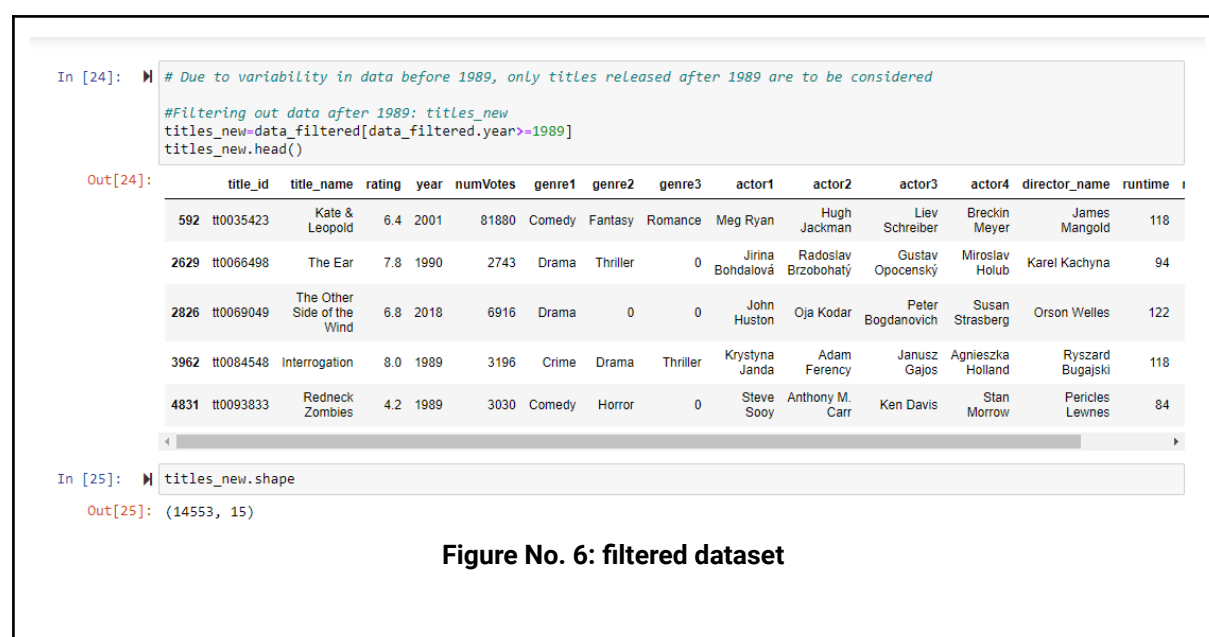 In [24]:
# Due to variability in data before 1989, only titles released after 1989 are to be considered
#Filtering out data after 1989: titles_new
titles_new=data_filtered[data_filtered.year>=1989]
titles_new.head()
Out[24]:
title_id title_name rating year numVotes genre1 genre2 genre3 actor1 actor2 actor3 actor4 director_name runtime
592 tt0035423 Kate & Leopold 6.4 2001 81880 Comedy Fantasy Romance Meg Ryan Hugh Jackman Liev Schreiber Breckin Meyer James Mangold 118
2629 tt0066498 The Ear 7.8 1990 2743 Drama Thriller 0 Jirina Bohdalová Radoslav Brzobohatý Gustav Opocenský Miroslav Holub Karel Kachyna 94
2826 tt0069049 The Other Side of the Wind 6.8 2018 6916 Drama 0 0 John Huston Oja Kodar Peter Bogdanovich Susan Strasberg Orson Welles 122
3962 tt0084548 Interrogation 8.0 1989 3196 Crime Drama Thriller Krystyna Janda Adam Ferency Janusz Gajos Agnieszka Holland Ryszard Bugajski 118
4831 tt0093833 Redneck Zombies 4.2 1989 3030 Comedy Horror 0 Steve Sooy Anthony M. Carr Ken Davis Stan Morrow Pericles Lewnes 84
In [25]: titles_new.shape
Out[25]: (14553, 15)
Figure No. 6: filtered dataset